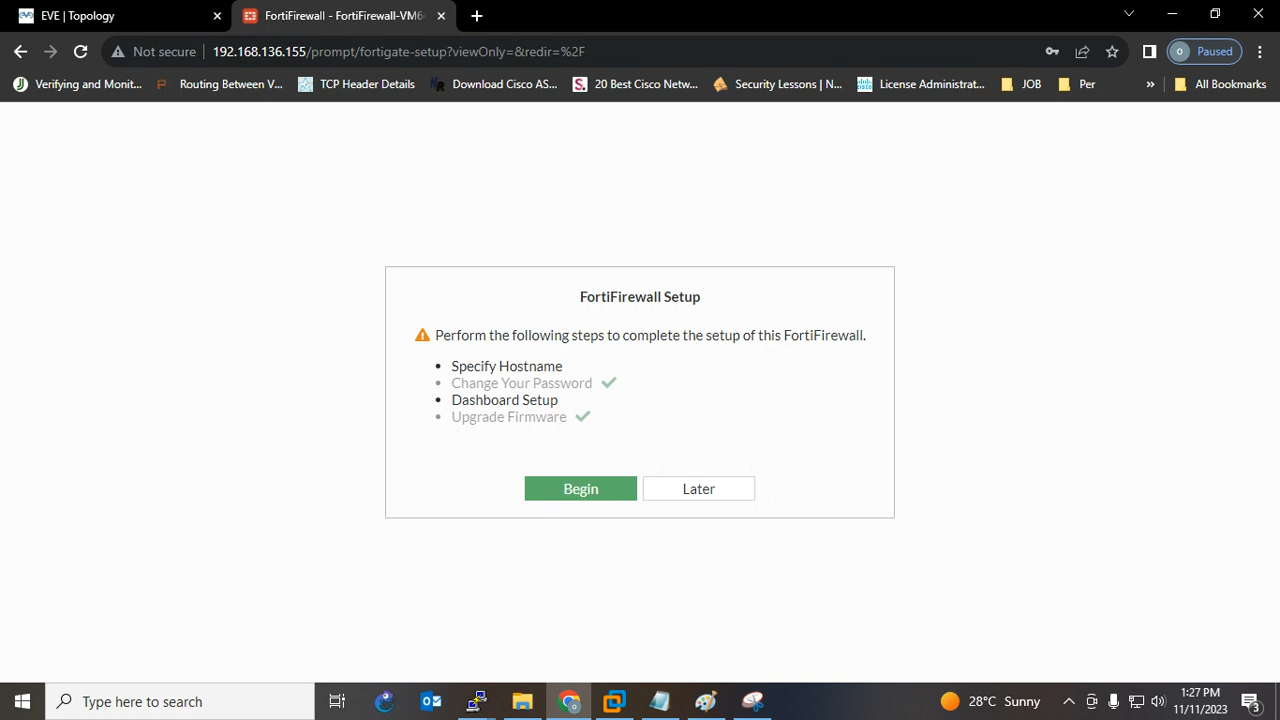 EVE | Topology
FortiFirewall - FortiFirewall-VM64
Not secure 192.168.136.155/prompt/fortigate-setup?viewOnly=&redir=%2F Paused
Verifying and Monit... Routing Between V... TCP Header Details Download Cisco AS... 20 Best Cisco Netw... Security Lessons | N... License Administrat... JOB Per » All Bookmarks
FortiFirewall Setup
Perform the following steps to complete the setup of this FortiFirewall.
• Specify Hostname
• Change Your Password
• Dashboard Setup
• Upgrade Firmware
Begin Later
Type here to search
28°C Sunny
1:27 PM
11/11/2023
3